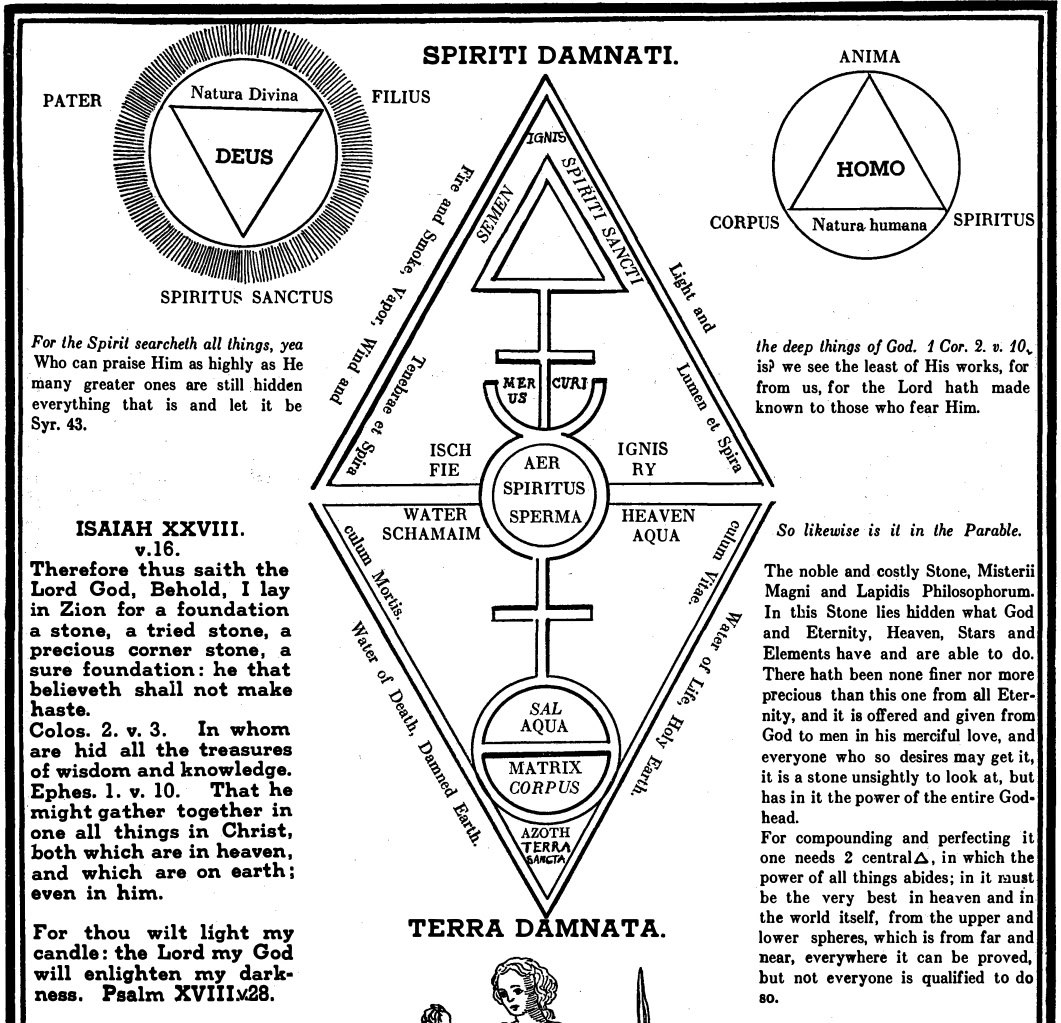 SPIRITI DAMNATI.
PATER
Natura Divina
FILIUS
DEUS
SPIRITUS SANCTUS
ANIMA
HOMO
CORPUS
Natura humana
SPIRITUS
IGNIS
SEMEN
SPIRITI SANCTI
Fire and Smoke, Vapor, Wind and
Light and
Tenebrae et Spira
Lumen et Spira
MER CURI
US
ISCH
FIE
IGNIS
RY
AER
SPIRITUS
SPERMA
WATER
SCHAMAIM
HEAVEN
AQUA
culum Mortis.
culum Vitae.
Water of Death, Damned Earth.
Water of Life, Holy Earth.
SAL
AQUA
MATRIX
CORPUS
AZOTH
TERRA
SANCTA
TERRA DAMNATA.
For the Spirit searcheth all things, yea
Who can praise Him as highly as He
many greater ones are still hidden
everything that is and let it be
Syr. 43.
the deep things of God. 1 Cor. 2. v. 10.
is? we see the least of His works, for
from us, for the Lord hath made
known to those who fear Him.
ISAIAH XXVIII.
v.16.
Therefore thus saith the
Lord God, Behold, I lay
in Zion for a foundation
a stone, a tried stone, a
precious corner stone, a
sure foundation: he that
believeth shall not make
haste.
Colos. 2. v. 3. In whom
are hid all the treasures
of wisdom and knowledge.
Ephes. 1. v. 10. That he
might gather together in
one all things in Christ,
both which are in heaven,
and which are on earth;
even in him.
For thou wilt light my
candle: the Lord my God
will enlighten my dark-
ness. Psalm XVIII.v.28.
So likewise is it in the Parable.
The noble and costly Stone, Misterii
Magni and Lapidis Philosophorum.
In this Stone lies hidden what God
and Eternity, Heaven, Stars and
Elements have and are able to do.
There hath been none finer nor more
precious than this one from all Eter-
nity, and it is offered and given from
God to men in his merciful love, and
everyone who so desires may get it,
it is a stone unsightly to look at, but
has in it the power of the entire God-
head.
For compounding and perfecting it
one needs 2 central △, in which the
power of all things abides; in it must
be the very best in heaven and in
the world itself, from the upper and
lower spheres, which is from far and
near, everywhere it can be proved,
but not everyone is qualified to do
so.